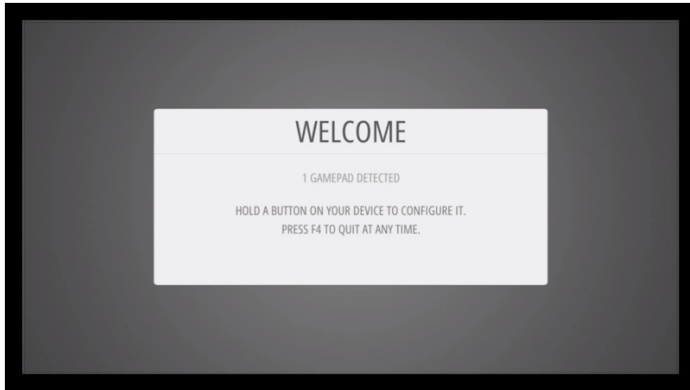 WELCOME
1 GAMEPAD DETECTED
HOLD A BUTTON ON YOUR DEVICE TO CONFIGURE IT.
PRESS F4 TO QUIT AT ANY TIME.